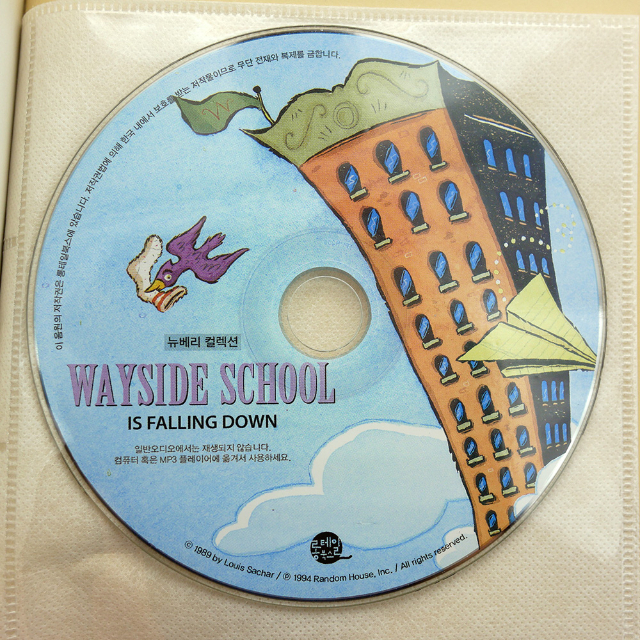 이 음원의 저작권은 롱테일북스에 있습니다. 저작권법에 의해 한국 내에서 보호를 받는 저작물이므로 무단 전재와 복제를 금합니다.
W
뉴베리 컬렉션
WAYSIDE SCHOOL
IS FALLING DOWN
일반오디오에서는 재생되지 않습니다.
컴퓨터 혹은 MP3 플레이어에 옮겨서 사용하세요.
롱테일
북스
© 1989 by Louis Sachar / ℗ 1994 Random House, Inc. / All rights reserved.